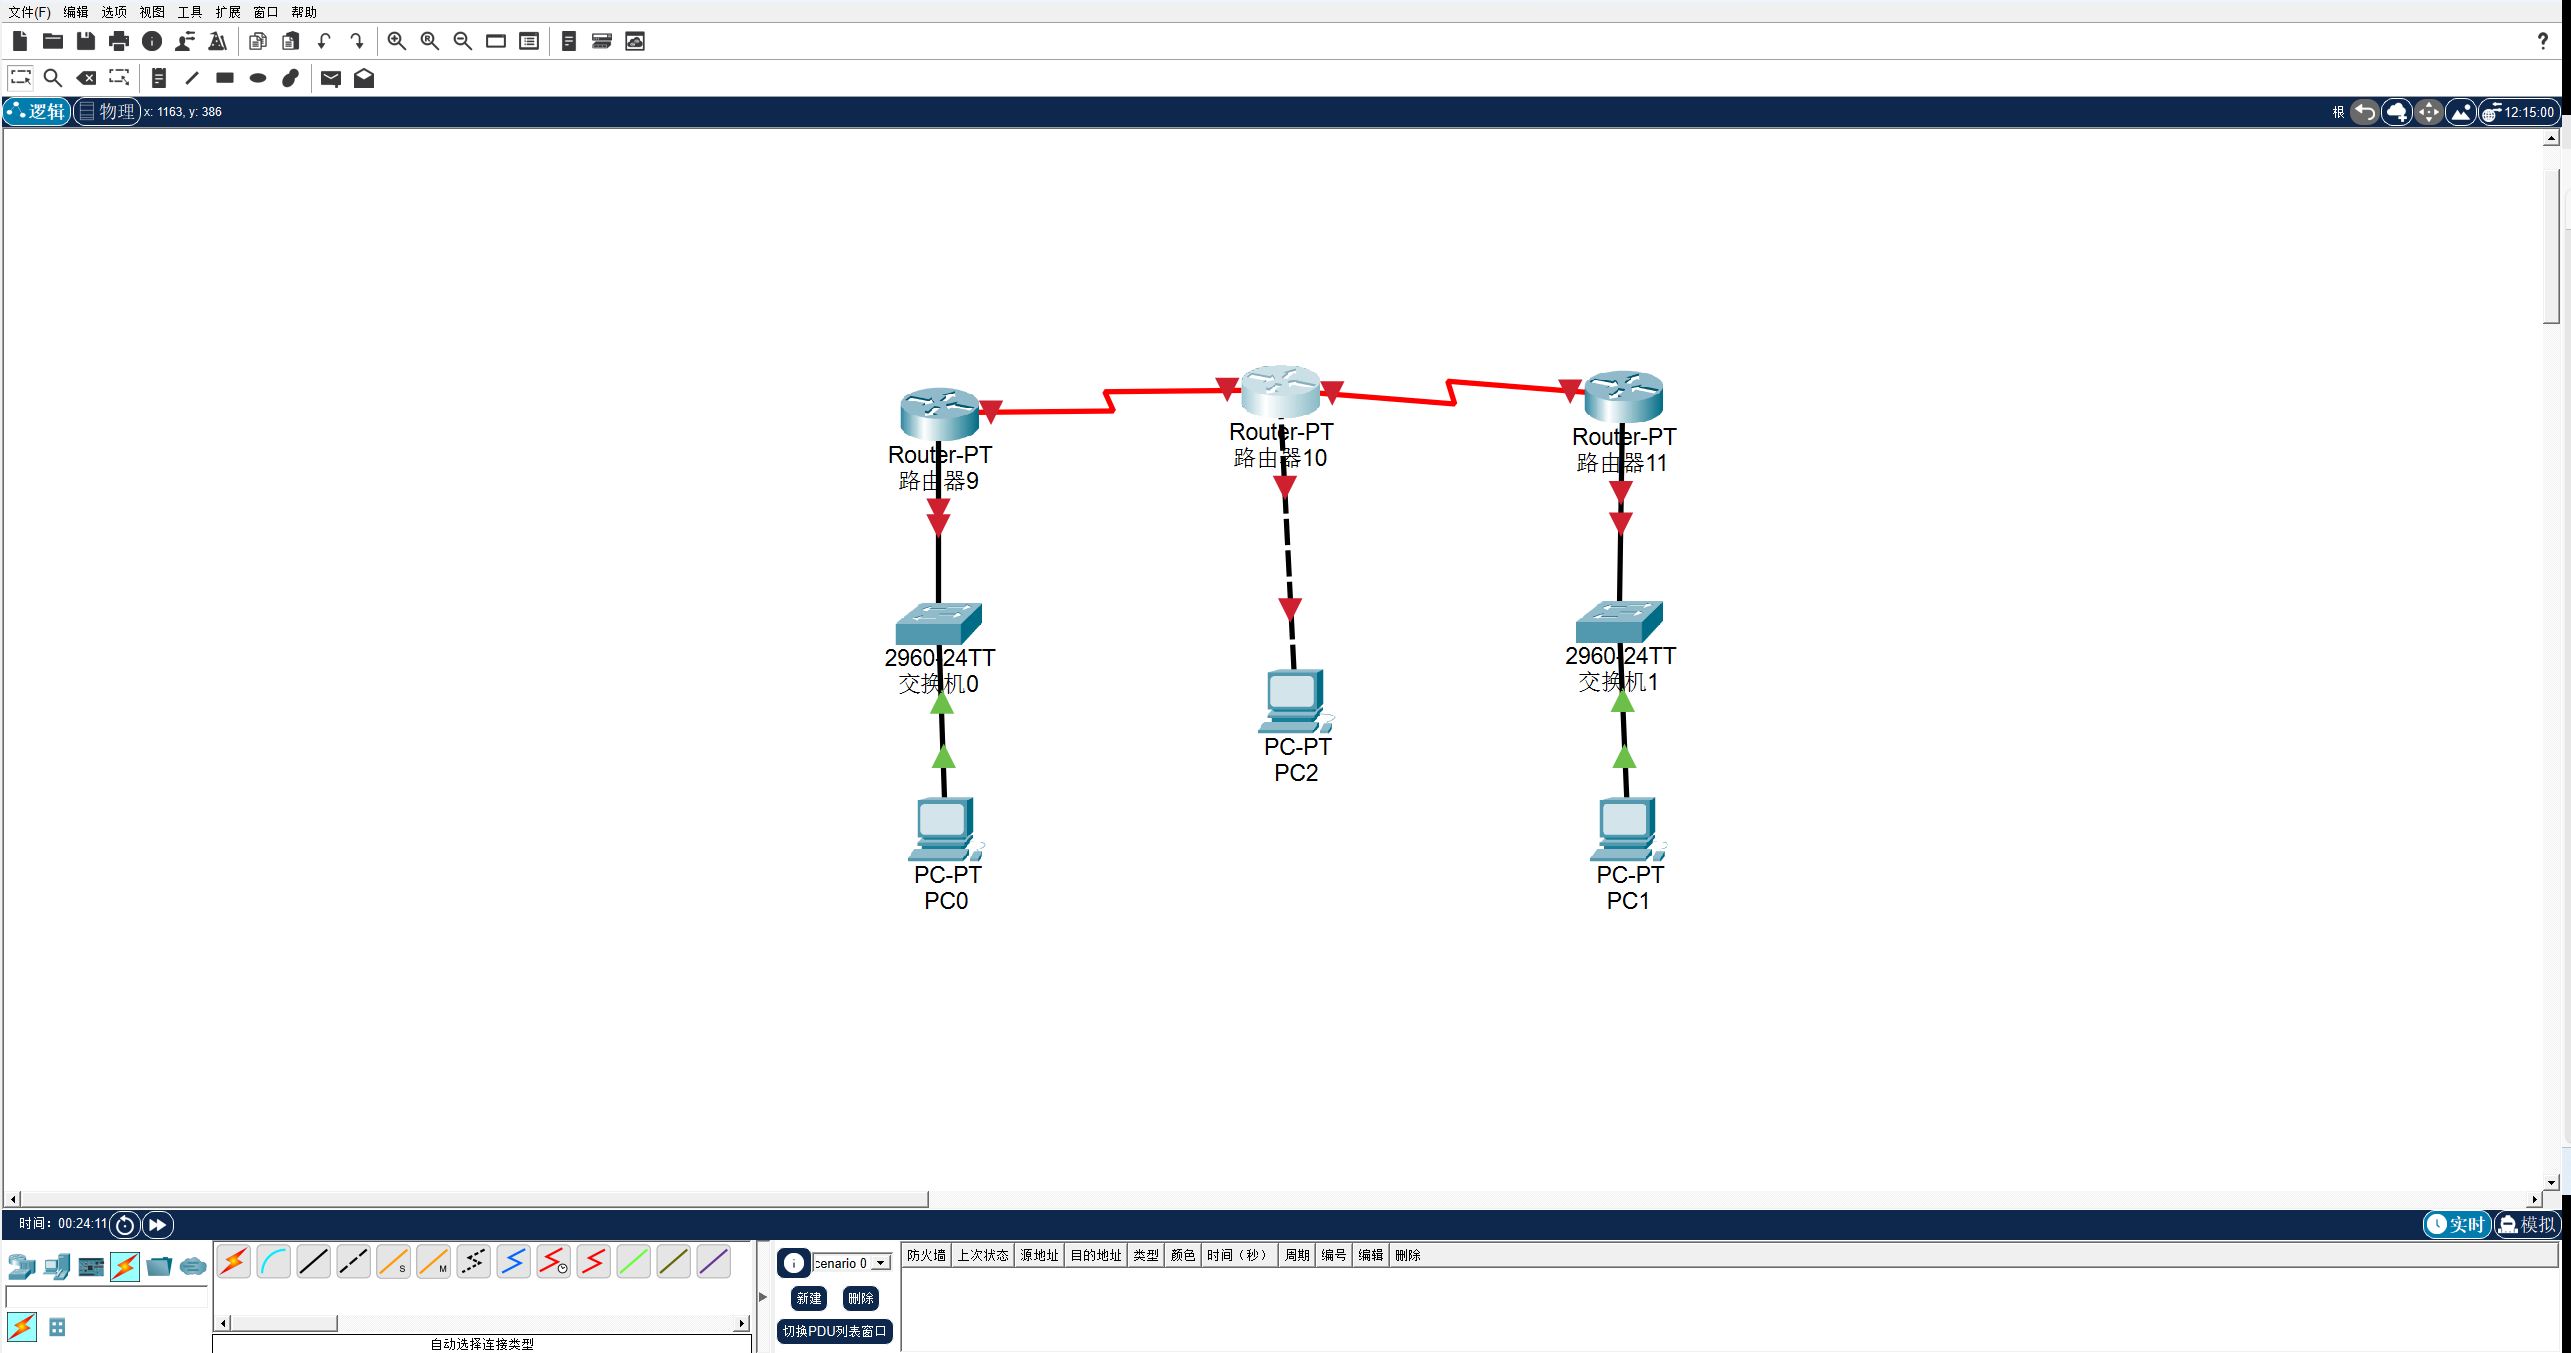 文件(F) 编辑 选项 视图 工具 扩展 窗口 帮助
?
逻辑 物理 x: 1163, y: 386 根 12:15:00
Router-PT
路由器9
Router-PT
路由器10
Router-PT
路由器11
2960-24TT
交换机0
2960-24TT
交换机1
PC-PT
PC2
PC-PT
PC0
PC-PT
PC1
时间：00:24:11 实时 模拟
S M
cenario 0
新建 删除
切换PDU列表窗口
防火墙 上次状态 源地址 目的地址 类型 颜色 时间（秒） 周期 编号 编辑 删除
自动选择连接类型